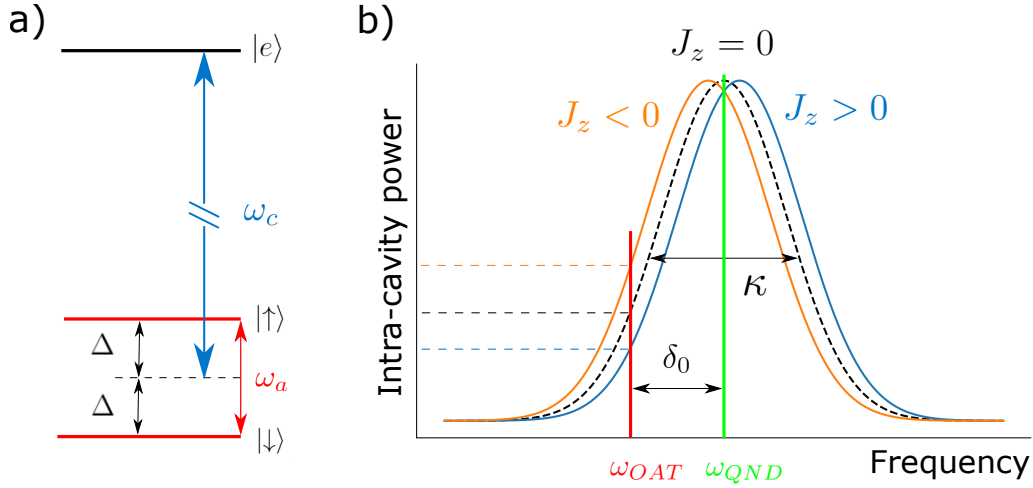 a)
|e⟩
ω_c
|↑⟩
Δ
ω_a
Δ
|↓⟩
b)
J_z = 0
J_z < 0
J_z > 0
Intra-cavity power
κ
δ_0
ω_OAT
ω_QND
Frequency